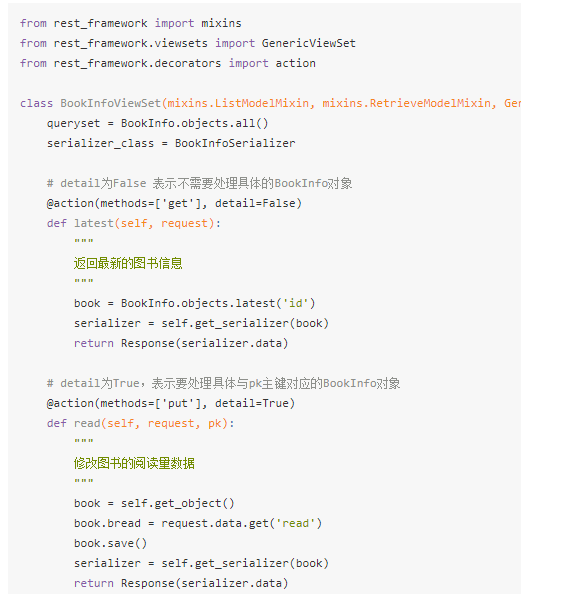 from rest_framework import mixins
from rest_framework.viewsets import GenericViewSet
from rest_framework.decorators import action
class BookInfoViewSet(mixins.ListModelMixin, mixins.RetrieveModelMixin, Ge
queryset = BookInfo.objects.all()
serializer_class = BookInfoSerializer
# detail为False 表示不需要处理具体的BookInfo对象
@action(methods=['get'], detail=False)
def latest(self, request):
"""
返回最新的图书信息
"""
book = BookInfo.objects.latest('id')
serializer = self.get_serializer(book)
return Response(serializer.data)
# detail为True，表示要处理具体与pk主键对应的BookInfo对象
@action(methods=['put'], detail=True)
def read(self, request, pk):
"""
修改图书的阅读量数据
"""
book = self.get_object()
book.bread = request.data.get('read')
book.save()
serializer = self.get_serializer(book)
return Response(serializer.data)